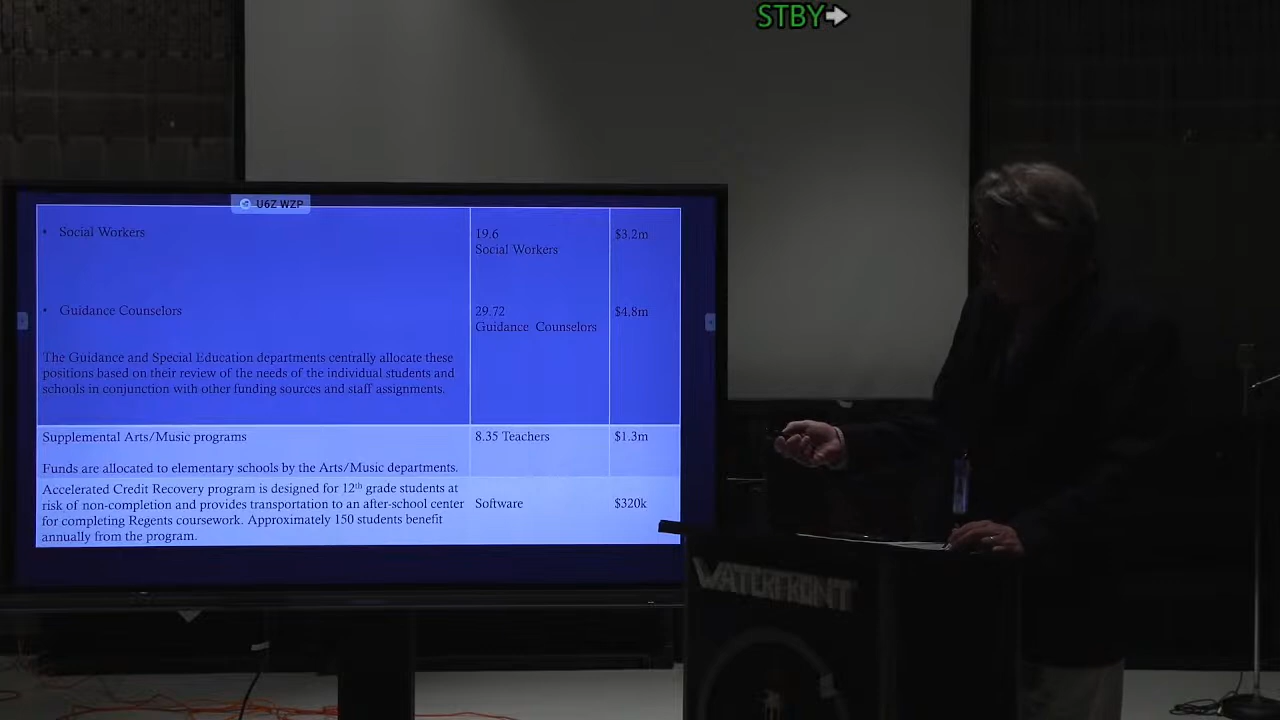 STBY
U6Z WZP
• Social Workers
19.6
Social Workers
$3.2m
• Guidance Counselors
29.72
Guidance Counselors
$4.8m
The Guidance and Special Education departments centrally allocate these
positions based on their review of the needs of the individual students and
schools in conjunction with other funding sources and staff assignments.
Supplemental Arts/Music programs
8.35 Teachers
$1.3m
Funds are allocated to elementary schools by the Arts/Music departments.
Accelerated Credit Recovery program is designed for 12th grade students at
risk of non-completion and provides transportation to an after-school center
for completing Regents coursework. Approximately 150 students benefit
annually from the program.
Software
$320k
WATERFRONT